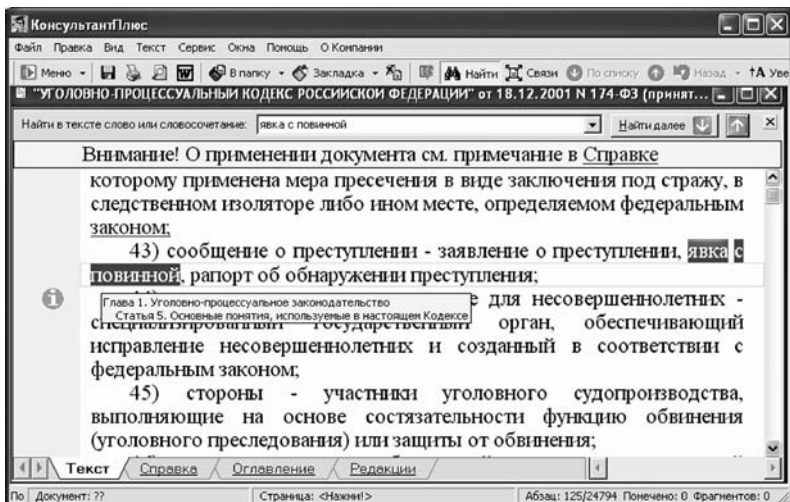 КонсультантПлюс
Файл Правка Вид Текст Сервис Окна Помощь О Компании
Меню В папку Закладка Найти Связи По списку Назад Уве
"УГОЛОВНО-ПРОЦЕССУАЛЬНЫЙ КОДЕКС РОССИЙСКОЙ ФЕДЕРАЦИИ" от 18.12.2001 N 174-ФЗ (принят...
Найти в тексте слово или словосочетание: явка с повинной Найти далее
Внимание! О применении документа см. примечание в Справке
которому применена мера пресечения в виде заключения под стражу, в
следственном изоляторе либо ином месте, определяемом федеральным
законом;
43) сообщение о преступлении - заявление о преступлении, явка с
повинной, рапорт об обнаружении преступления;
для несовершеннолетних -
Глава 1. Уголовно-процессуальное законодательство
Статья 5. Основные понятия, используемые в настоящем Кодексе
специализированный государственный орган, обеспечивающий
исправление несовершеннолетних и созданный в соответствии с
федеральным законом;
45) стороны - участники уголовного судопроизводства,
выполняющие на основе состязательности функцию обвинения
(уголовного преследования) или защиты от обвинения;
Текст Справка Оглавление Редакции
По Документ: ?? Страница: <Нажми!> Абзац: 125/24794 Помечено: 0 Фрагментов: 0